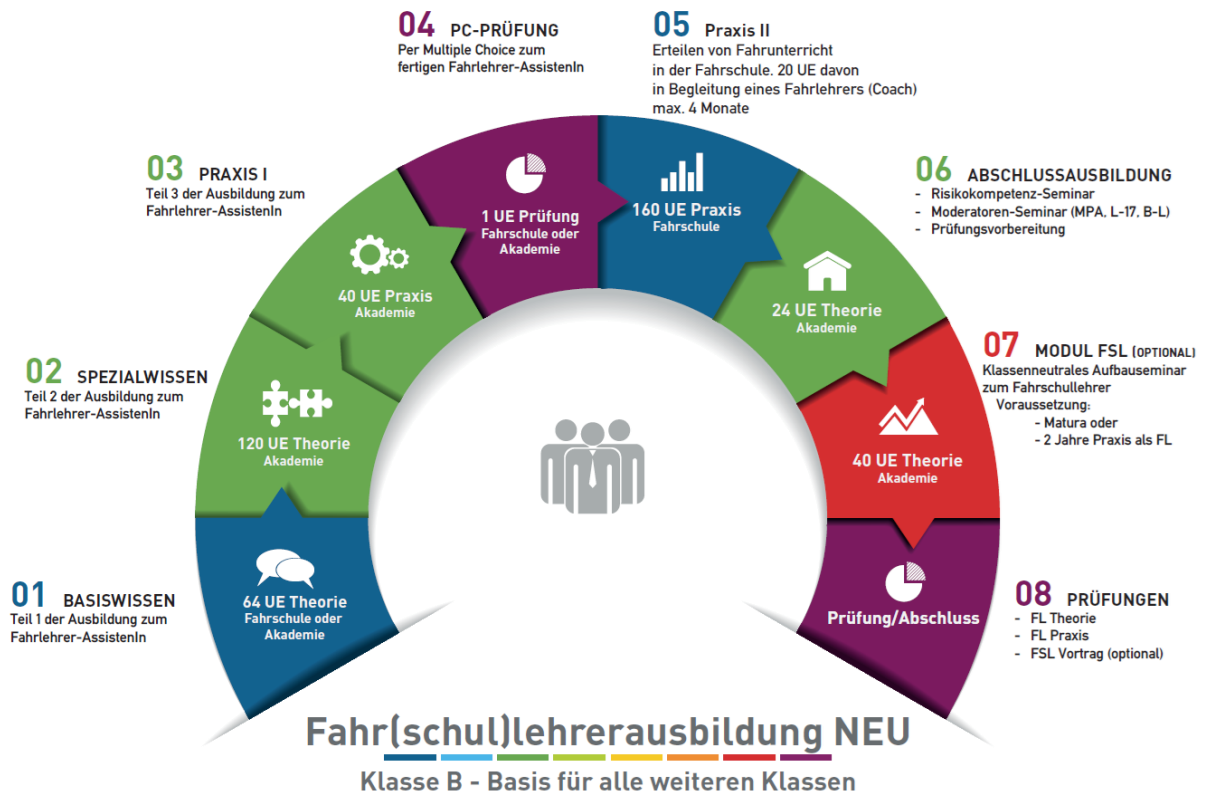 01 BASISWISSEN
Teil 1 der Ausbildung zum
Fahrlehrer-AssistenIn
64 UE Theorie
Fahrschule oder
Akademie
02 SPEZIALWISSEN
Teil 2 der Ausbildung zum
Fahrlehrer-AssistenIn
120 UE Theorie
Akademie
03 PRAXIS I
Teil 3 der Ausbildung zum
Fahrlehrer-AssistenIn
40 UE Praxis
Akademie
04 PC-PRÜFUNG
Per Multiple Choice zum
fertigen Fahrlehrer-AssistenIn
1 UE Prüfung
Fahrschule oder
Akademie
05 Praxis II
Erteilen von Fahrunterricht
in der Fahrschule. 20 UE davon
in Begleitung eines Fahrlehrers (Coach)
max. 4 Monate
160 UE Praxis
Fahrschule
06 ABSCHLUSSAUSBILDUNG
- Risikokompetenz-Seminar
- Moderatoren-Seminar (MPA, L-17, B-L)
- Prüfungsvorbereitung
24 UE Theorie
Akademie
07 MODUL FSL (OPTIONAL)
Klassenneutrales Aufbauseminar
zum Fahrschullehrer
Voraussetzung:
- Matura oder
- 2 Jahre Praxis als FL
40 UE Theorie
Akademie
08 PRÜFUNGEN
- FL Theorie
- FL Praxis
- FSL Vortrag (optional)
Prüfung/Abschluss
Fahr(schul)lehrerausbildung NEU
Klasse B - Basis für alle weiteren Klassen